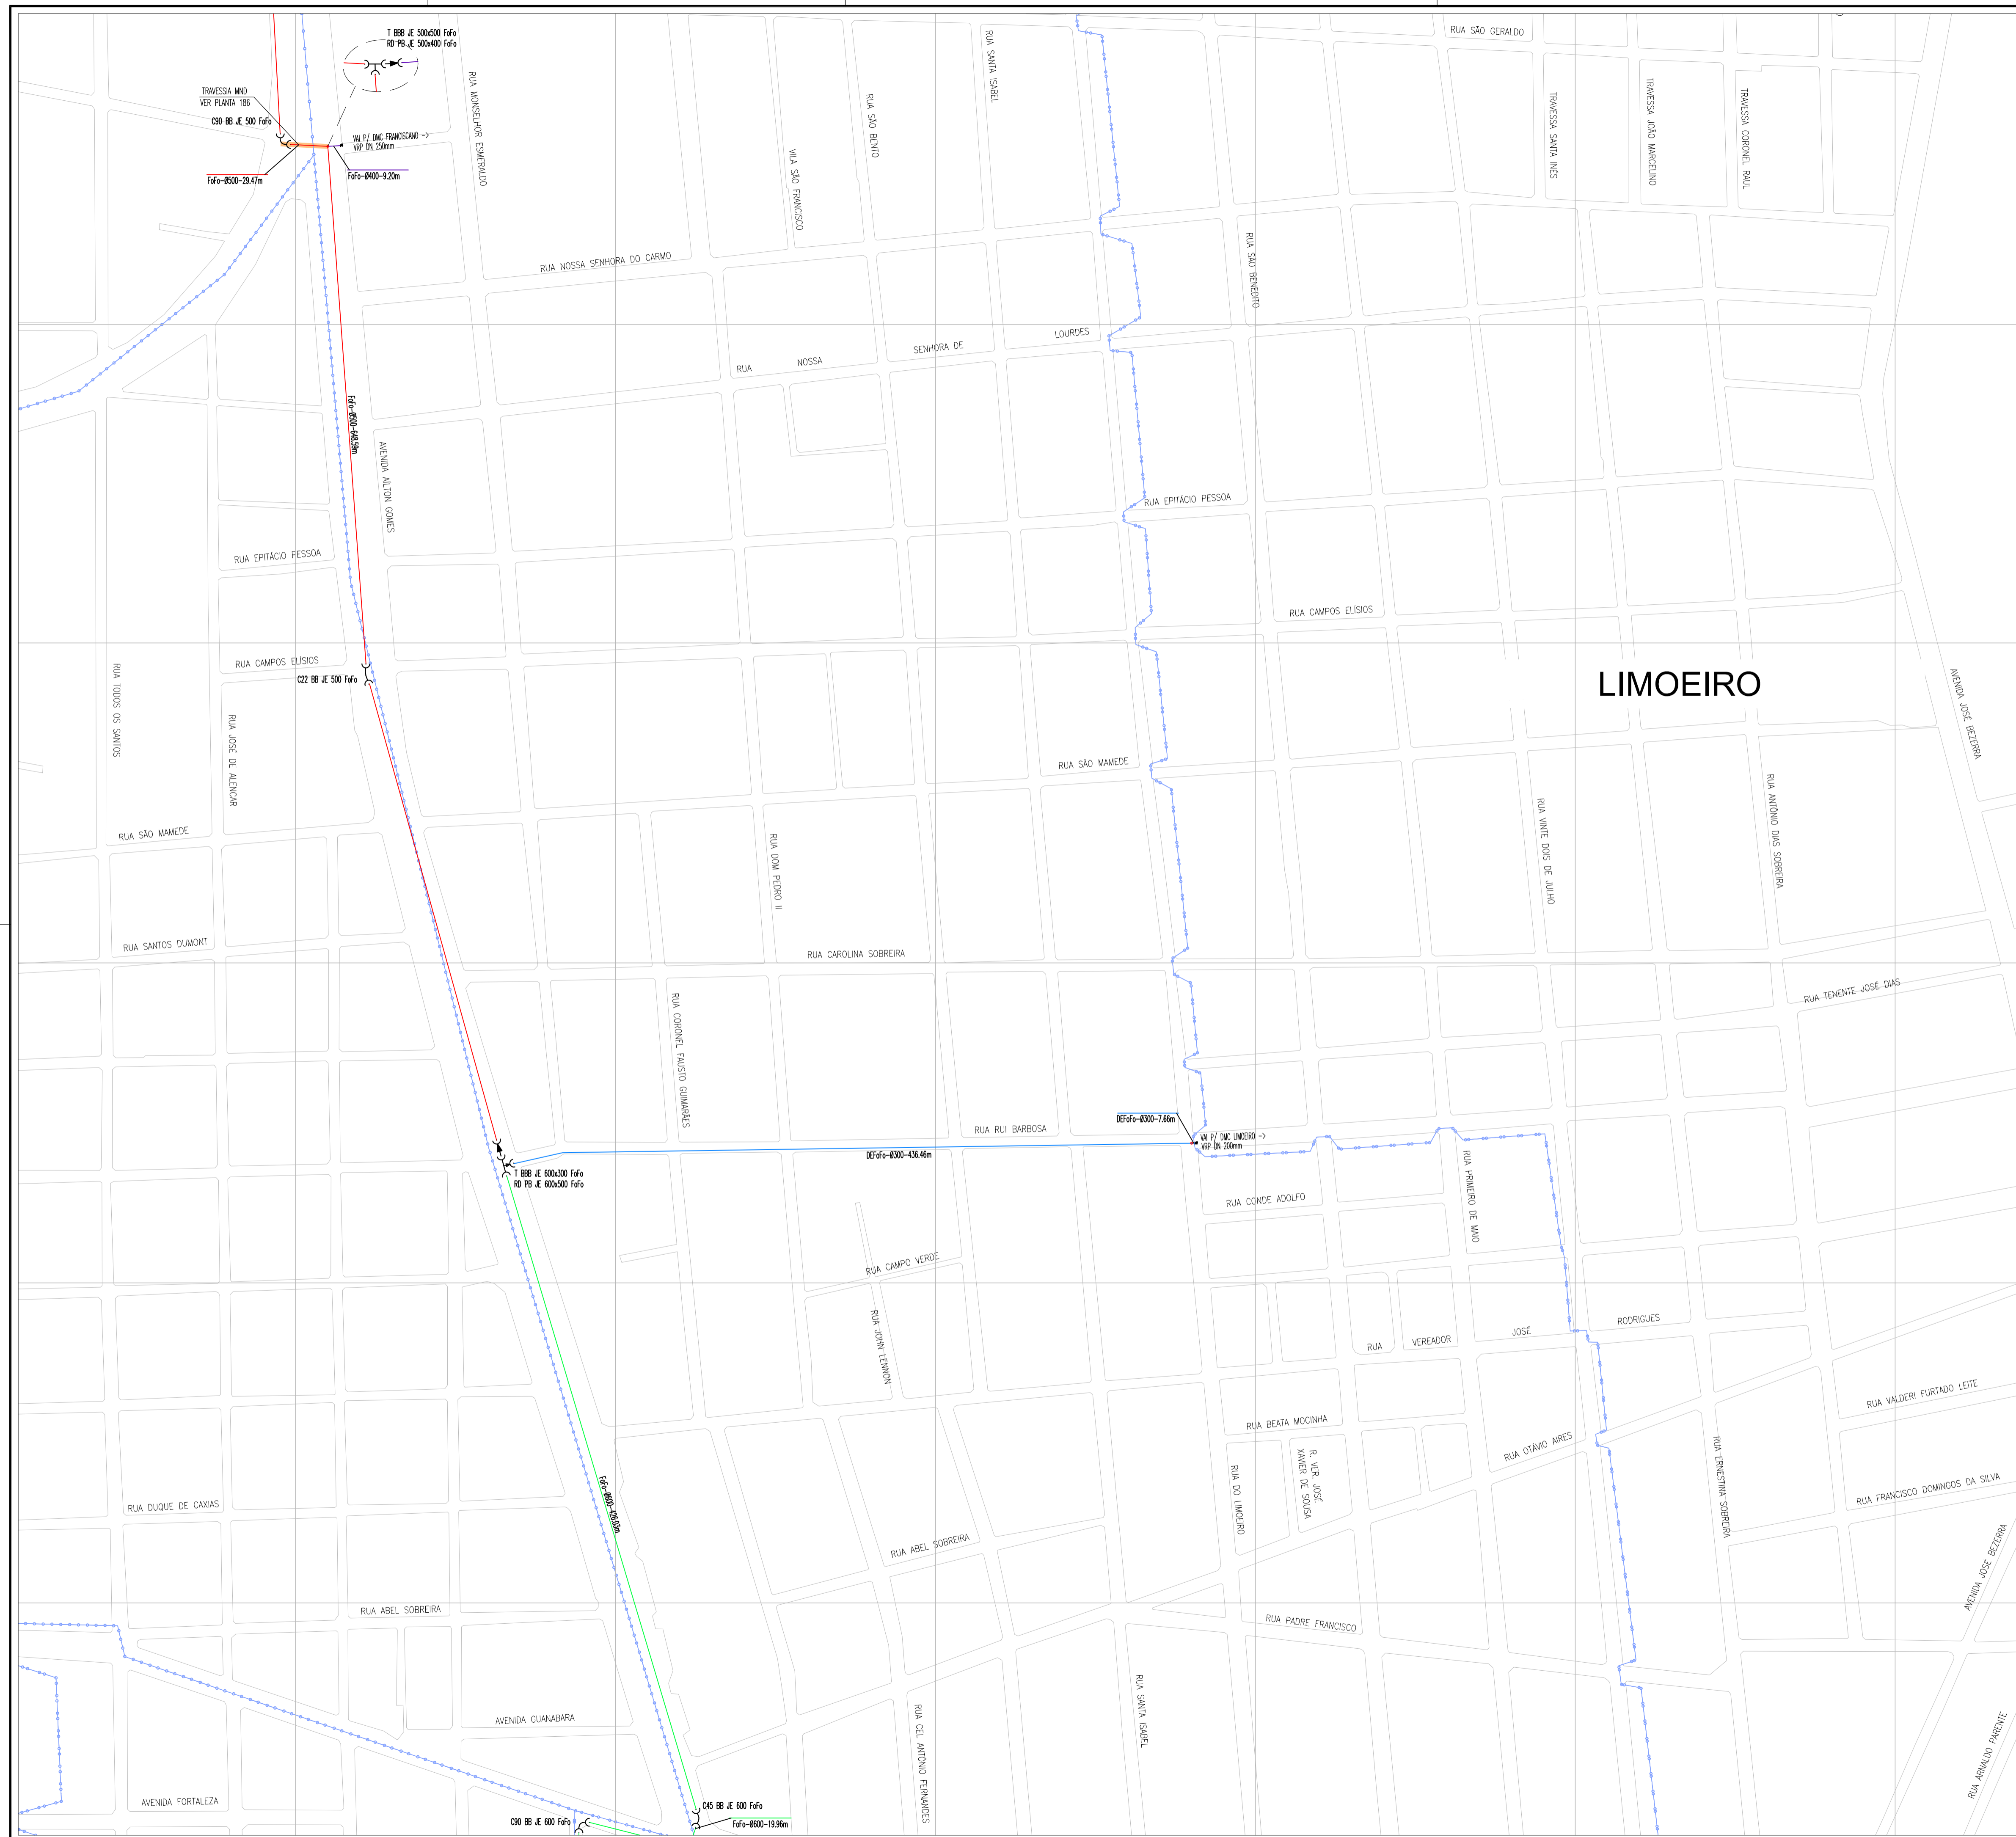 T BBB JE 500x500 FoFo
RD PB JE 500x400 FoFo
RUA SÃO GERALDO
RUA SANTA ISABEL
RUA MONSELHOR ESMERALDO
TRAVESSIA MND
VER PLANTA 186
C90 BB JE 500 FoFo
RUA SÃO BENTO
TRAVESSA SANTA INÊS
TRAVESSA JOÃO MARCELINO
TRAVESSA CORONEL RAUL
VAI P/ DMC FRANCISCANO ->
VRP DN 250mm
FoFo-Ø500-29.47m
FoFo-Ø400-9.20m
VILA SÃO FRANCISCO
RUA NOSSA SENHORA DO CARMO
RUA SÃO BENEDITO
RUA NOSSA SENHORA DE LOURDES
FoFo-Ø500-648.59m
AVENIDA AÍLTON GOMES
RUA EPITÁCIO PESSOA
RUA EPITÁCIO PESSOA
RUA CAMPOS ELÍSIOS
RUA CAMPOS ELÍSIOS
C22 BB JE 500 FoFo
LIMOEIRO
RUA TODOS OS SANTOS
RUA JOSÉ DE ALENCAR
AVENIDA JOSÉ BEZERRA
RUA SÃO MAMEDE
RUA SÃO MAMEDE
RUA DOM PEDRO II
RUA VINTE DOIS DE JULHO
RUA ANTÔNIO DIAS SOBREIRA
RUA SANTOS DUMONT
RUA CAROLINA SOBREIRA
RUA TENENTE JOSÉ DIAS
RUA CORONEL FAUSTO GUIMARÃES
RUA RUI BARBOSA
DEFoFo-Ø300-7.66m
VAI P/ DMC LIMOEIRO ->
VRP DN 200mm
DEFoFo-Ø300-436.46m
T BBB JE 600x300 FoFo
RD PB JE 600x500 FoFo
RUA CONDE ADOLFO
RUA PRIMEIRO DE MAIO
RUA CAMPO VERDE
RUA JOHN LENNON
RUA VEREADOR JOSÉ RODRIGUES
RUA VALDERI FURTADO LEITE
RUA BEATA MOCINHA
RUA OTÁVIO AIRES
R. VER. JOSÉ
XAVIER DE SOUSA
RUA DO LIMOEIRO
RUA ERNESTINA SOBREIRA
RUA FRANCISCO DOMINGOS DA SILVA
RUA DUQUE DE CAXIAS
FoFo-Ø600-426.03m
RUA ABEL SOBREIRA
AVENIDA JOSÉ BEZERRA
RUA ABEL SOBREIRA
RUA PADRE FRANCISCO
RUA SANTA ISABEL
AVENIDA GUANABARA
RUA CEL ANTÔNIO FERNANDES
RUA ARNALDO PARENTE
AVENIDA FORTALEZA
C45 BB JE 600 FoFo
C90 BB JE 600 FoFo
FoFo-Ø600-19.96m